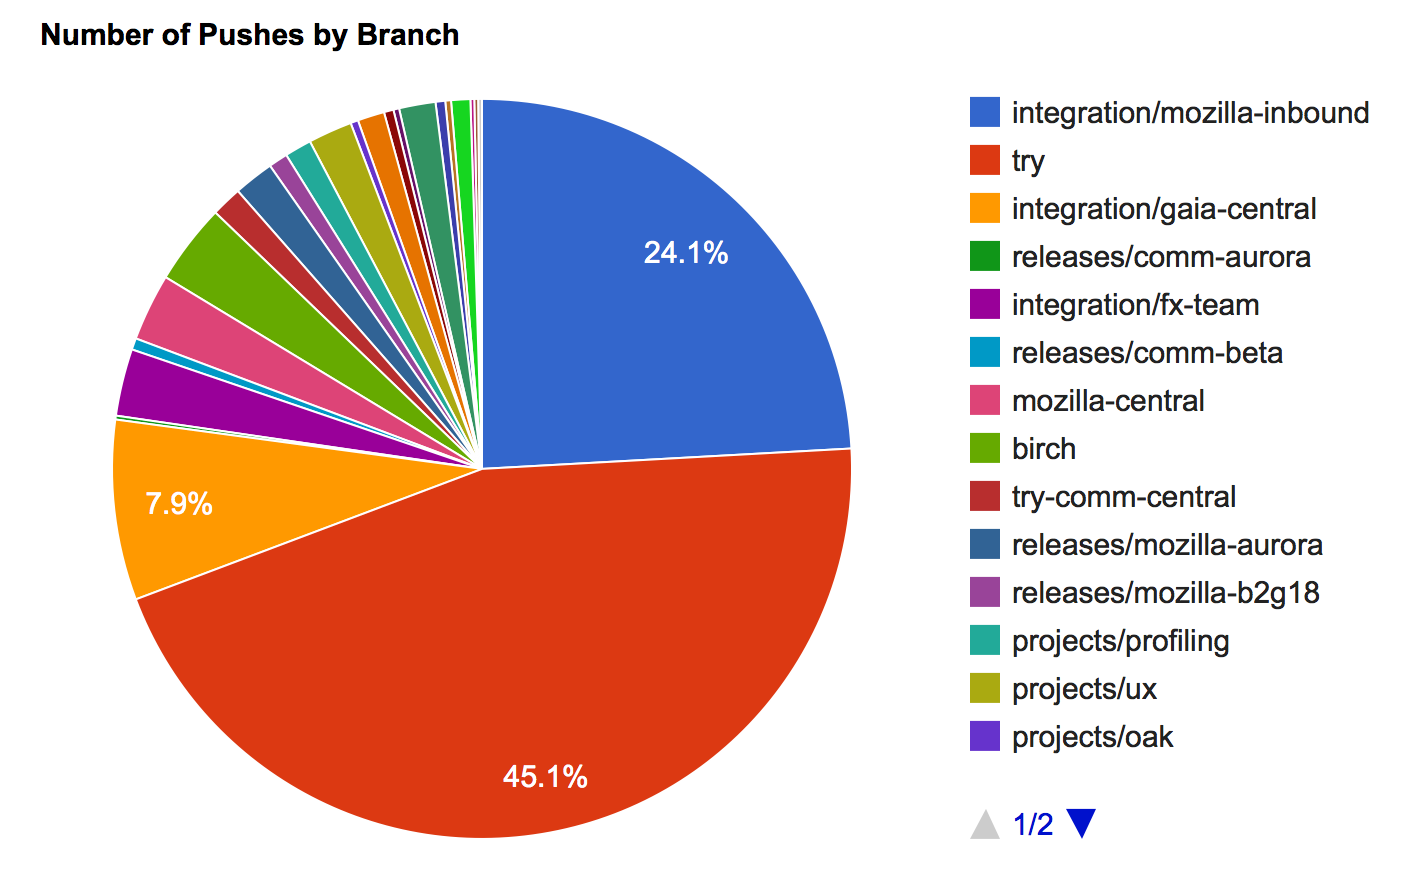 Number of Pushes by Branch
24.1%
7.9%
45.1%
integration/mozilla-inbound
try
integration/gaia-central
releases/comm-aurora
integration/fx-team
releases/comm-beta
mozilla-central
birch
try-comm-central
releases/mozilla-aurora
releases/mozilla-b2g18
projects/profiling
projects/ux
projects/oak
1/2